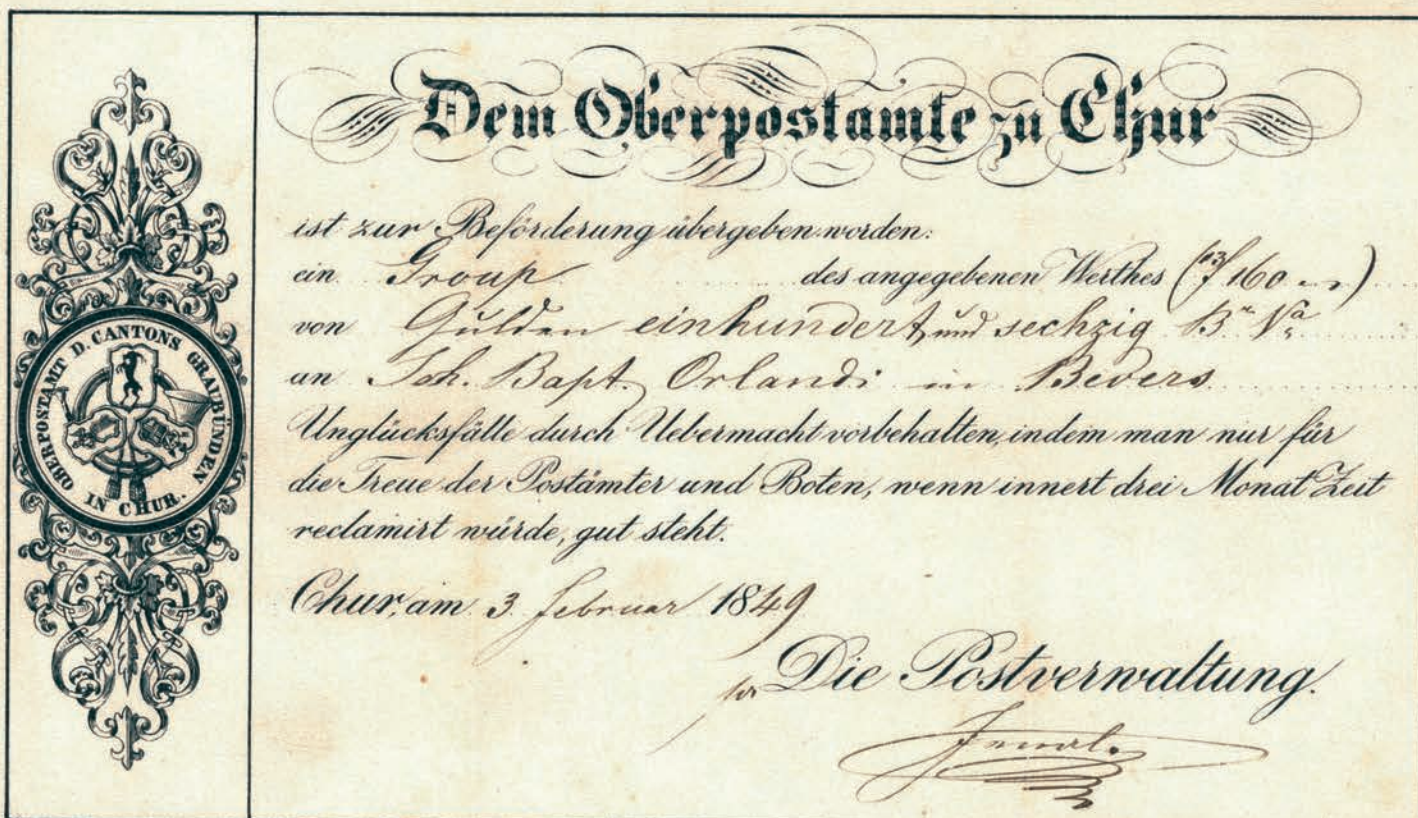 OBERPOSTAMT D. CANTONS GRAUBÜNDEN
IN CHUR.
Dem Oberpostamte zu Chur
ist zur Beförderung übergeben worden:
ein Group des angegebenen Werthes (f 160 )
von Gulden einhundert und sechzig
an Joh. Bapt. Orlandi in Bevers
Unglücksfälle durch Uebermacht vorbehalten, indem man nur für
die Treue der Postämter und Boten, wenn innert drei Monat Zeit
reclamirt würde, gut steht.
Chur, am 3. Februar 1849
Die Postverwaltung.